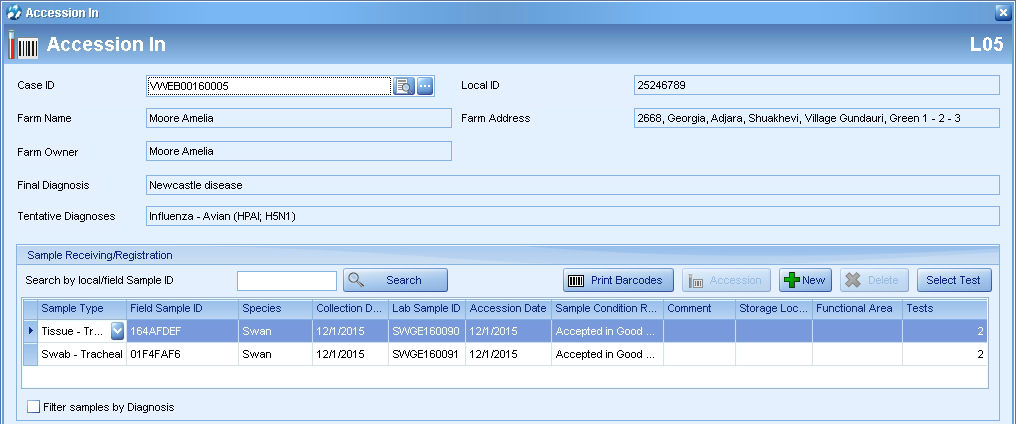 Accession In
Accession In L05
Case ID VWEB00160005 Local ID 25246789
Farm Name Moore Amelia Farm Address 2668, Georgia, Adjara, Shuakhevi, Village Gundauri, Green 1 - 2 - 3
Farm Owner Moore Amelia
Final Diagnosis Newcastle disease
Tentative Diagnoses Influenza - Avian (HPAI; H5N1)
Sample Receiving/Registration
Search by local/field Sample ID Search Print Barcodes Accession New Delete Select Test
Sample Type Field Sample ID Species Collection D... Lab Sample ID Accession Date Sample Condition R... Comment Storage Loc... Functional Area Tests
Tissue - Tr... 164AFDEF Swan 12/1/2015 SWGE160090 12/1/2015 Accepted in Good ... 2
Swab - Tracheal 01F4FAF6 Swan 12/1/2015 SWGE160091 12/1/2015 Accepted in Good ... 2
Filter samples by Diagnosis